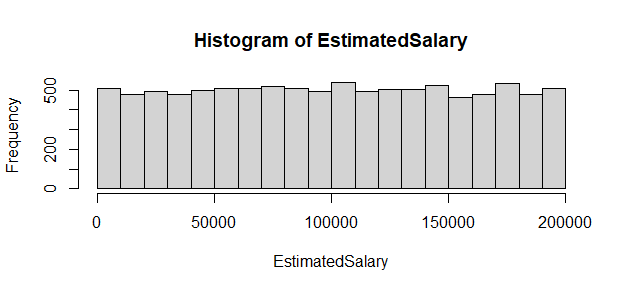 Histogram of EstimatedSalary
Frequency
500
200
0
0 50000 100000 150000 200000
EstimatedSalary